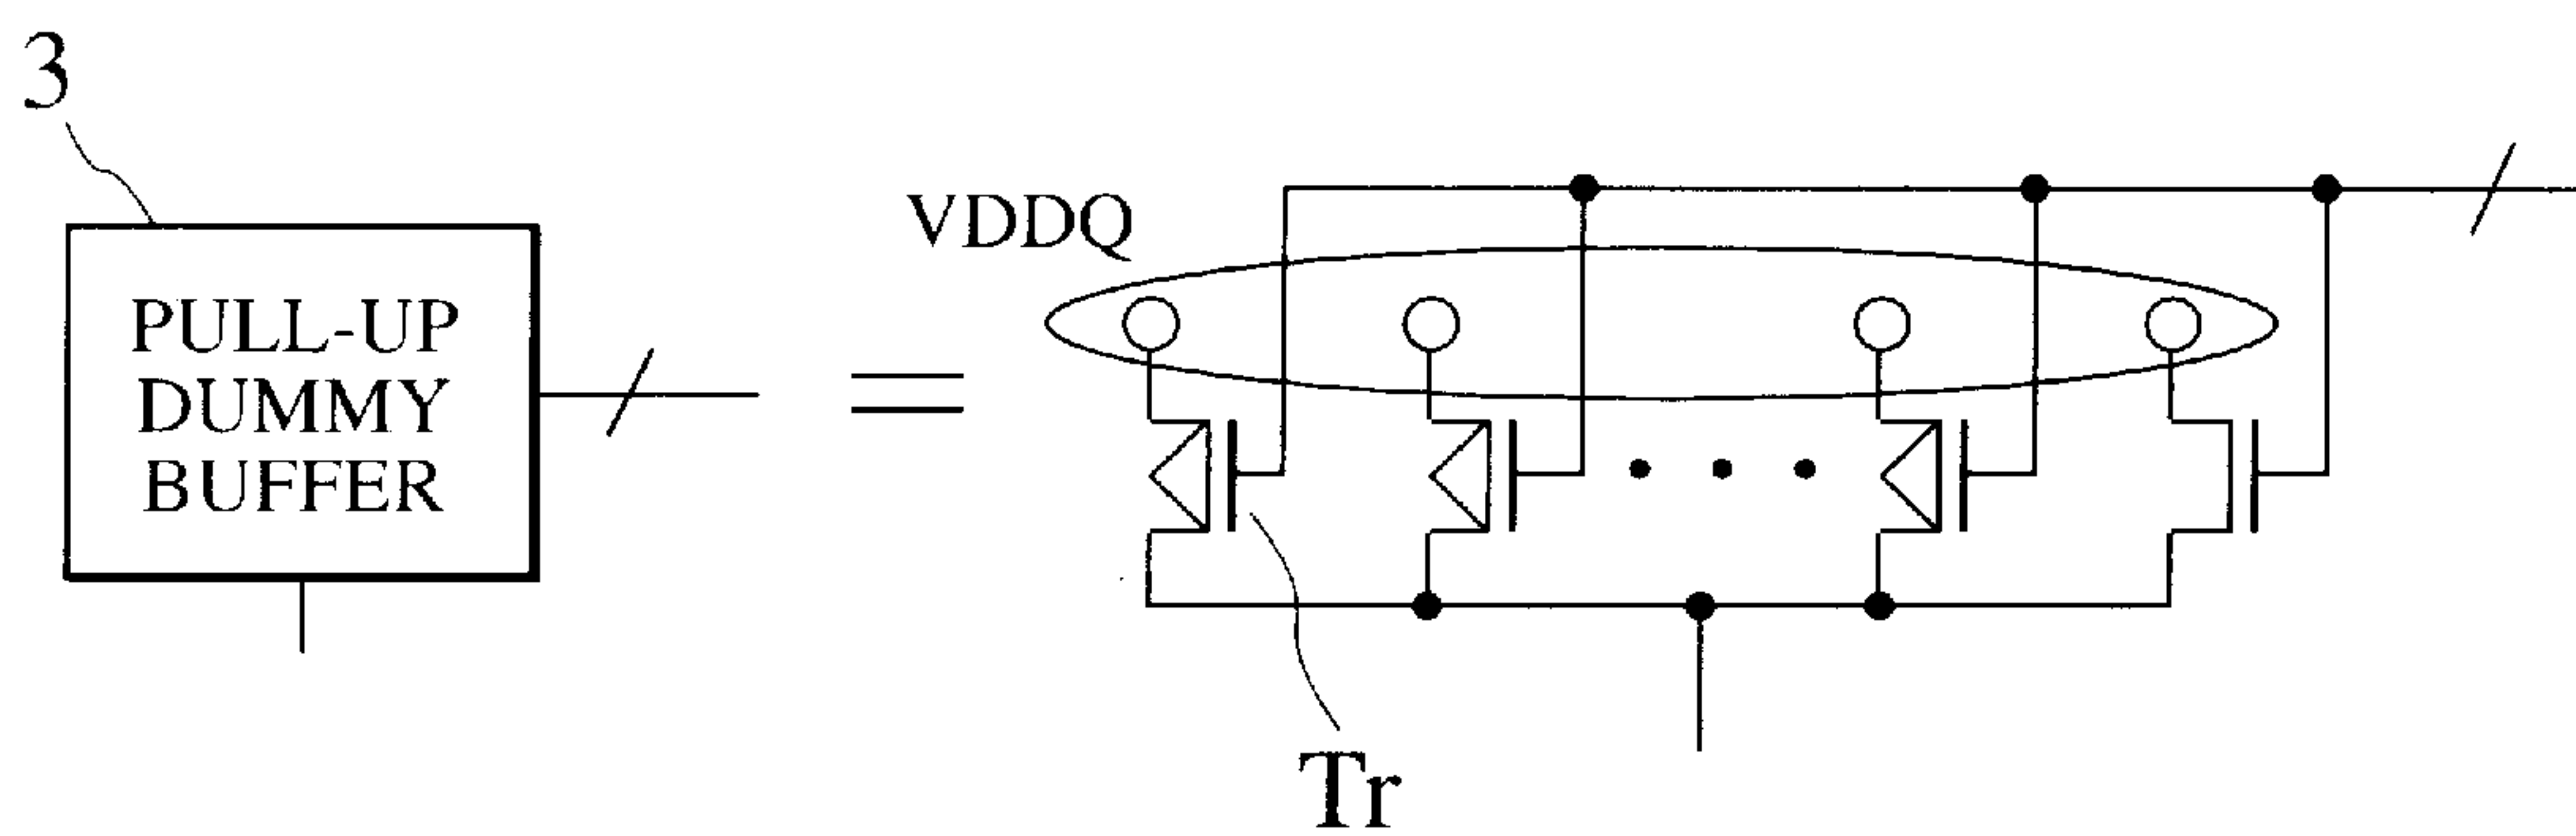 3
PULL-UP
DUMMY
BUFFER
=
VDDQ
Tr